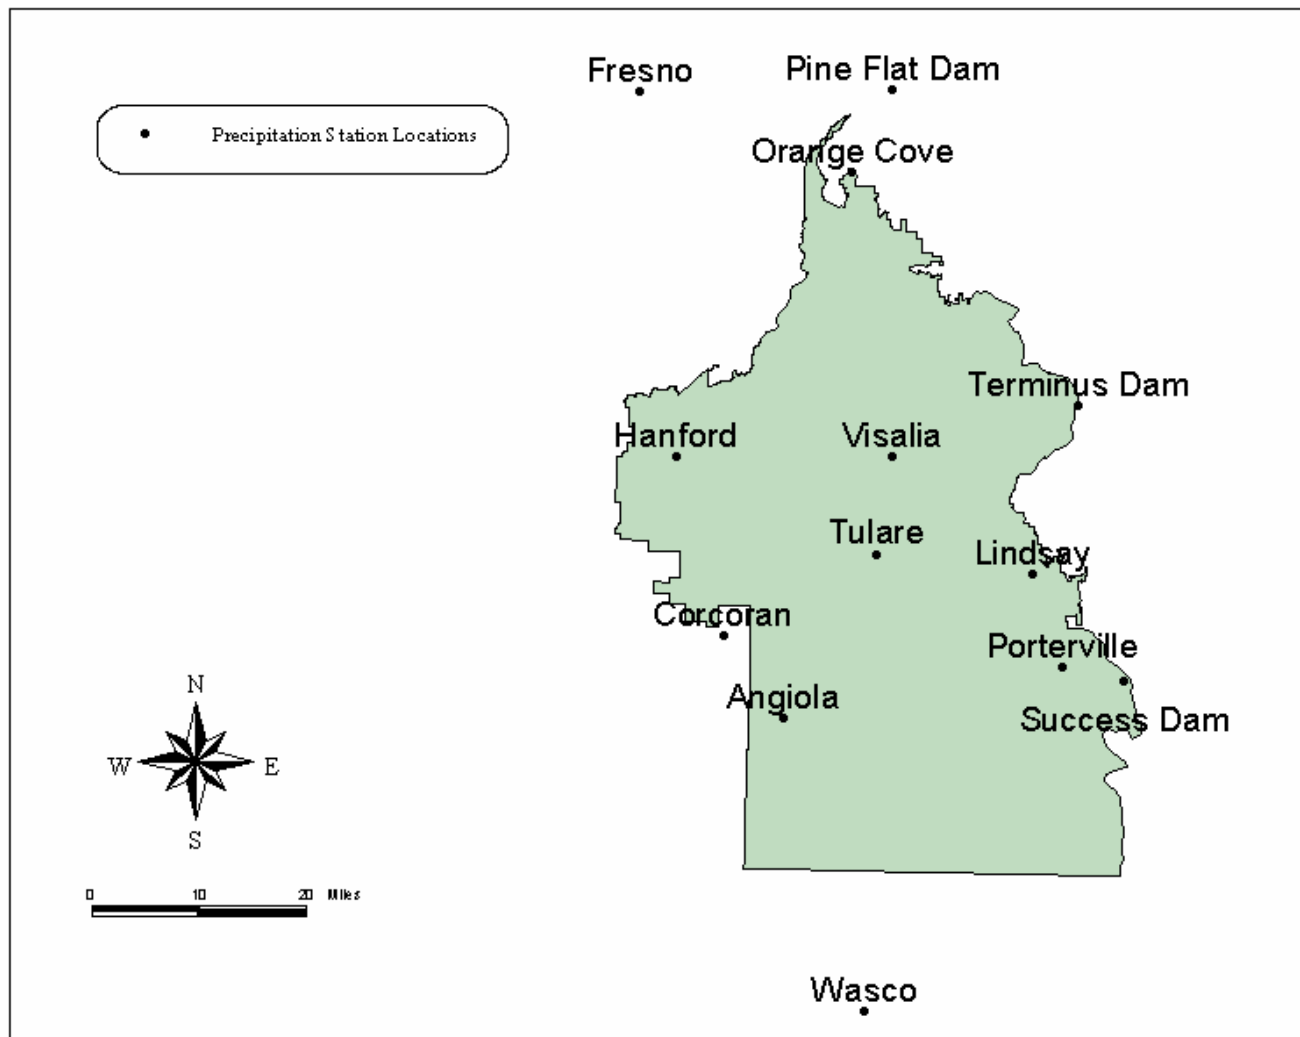 Fresno
Pine Flat Dam
Precipitation Station Locations
Orange Cove
Terminus Dam
Hanford
Visalia
Tulare
Lindsay
Corcoran
Porterville
Angiola
Success Dam
N
W E
S
0 10 20 Miles
Wasco